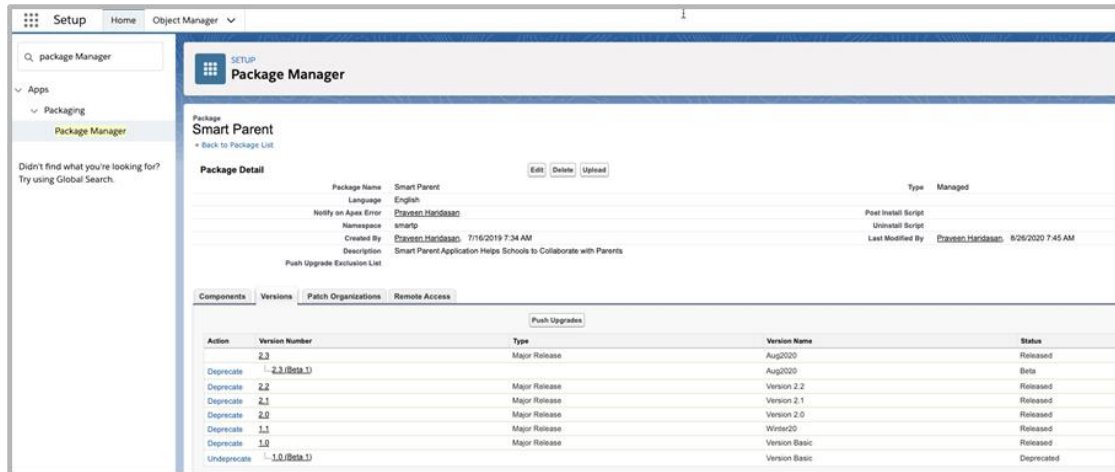 Setup Home Object Manager
package Manager
Apps
Packaging
Package Manager
Didn't find what you're looking for?
Try using Global Search.
SETUP
Package Manager
Package
Smart Parent
« Back to Package List
Package Detail Edit Delete Upload
Package Name Smart Parent Type Managed
Language English
Notify on Apex Error Praveen Haridasan Post Install Script
Namespace smartp Uninstall Script
Created By Praveen Haridasan, 7/16/2019 7:34 AM Last Modified By Praveen Haridasan, 6/26/2020 7:45 AM
Description Smart Parent Application Helps Schools to Collaborate with Parents
Push Upgrade Exclusion List
Components Versions Patch Organizations Remote Access
Push Upgrades
Action Version Number Type Version Name Status
2.3 Major Release Aug2020 Released
Deprecate 2.3 (Beta 1) Aug2020 Beta
Deprecate 2.2 Major Release Version 2.2 Released
Deprecate 2.1 Major Release Version 2.1 Released
Deprecate 2.0 Major Release Version 2.0 Released
Deprecate 1.1 Major Release Winter20 Released
Deprecate 1.0 Major Release Version Basic Released
Undeprecate 1.0 (Beta 1) Version Basic Deprecated